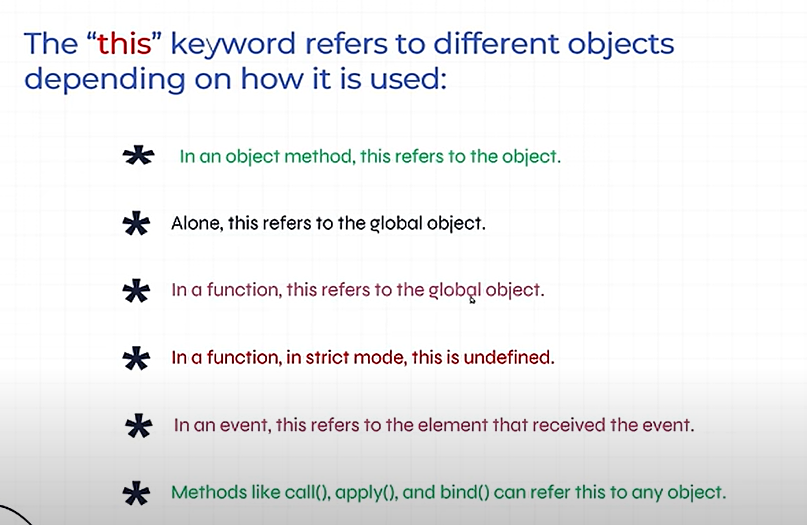 The “this” keyword refers to different objects
depending on how it is used:
* In an object method, this refers to the object.
* Alone, this refers to the global object.
* In a function, this refers to the global object.
* In a function, in strict mode, this is undefined.
* In an event, this refers to the element that received the event.
* Methods like call(), apply(), and bind() can refer this to any object.